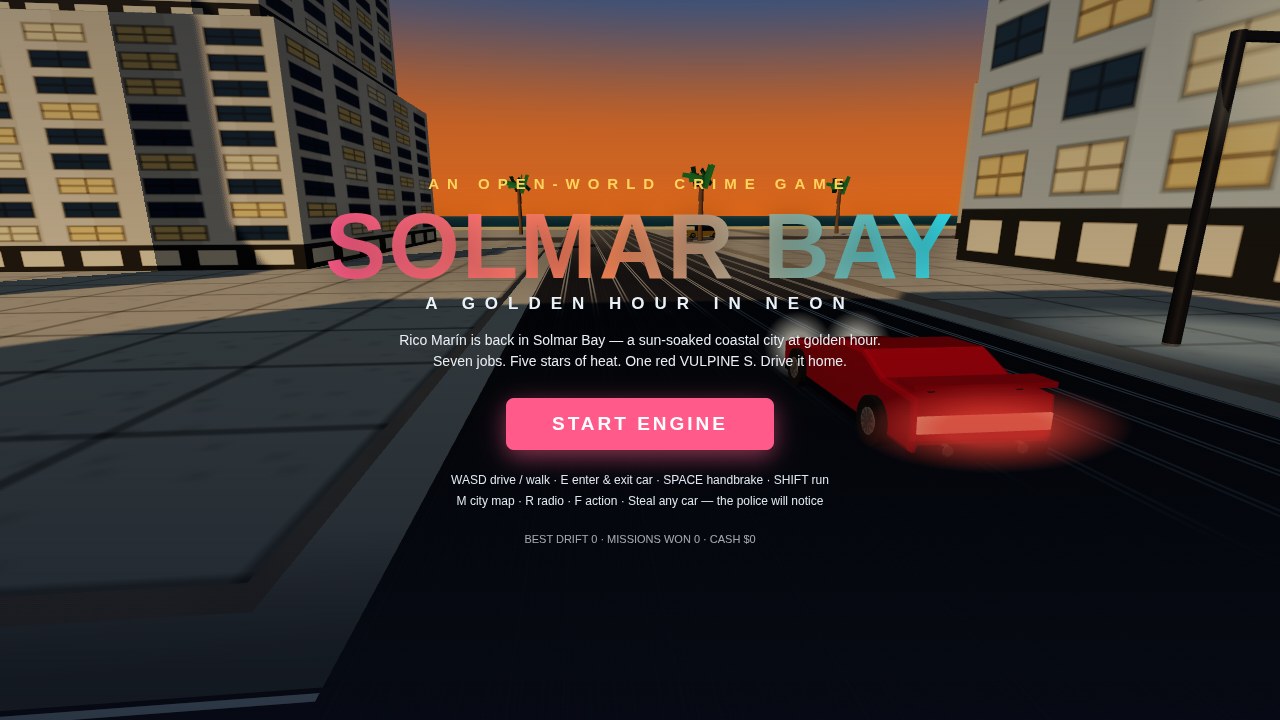 AN OPEN-WORLD CRIME GAME
SOLMAR BAY
A GOLDEN HOUR IN NEON
Rico Marín is back in Solmar Bay — a sun-soaked coastal city at golden hour.
Seven jobs. Five stars of heat. One red VULPINE S. Drive it home.
START ENGINE
WASD drive / walk · E enter & exit car · SPACE handbrake · SHIFT run
M city map · R radio · F action · Steal any car — the police will notice
BEST DRIFT 0 · MISSIONS WON 0 · CASH $0